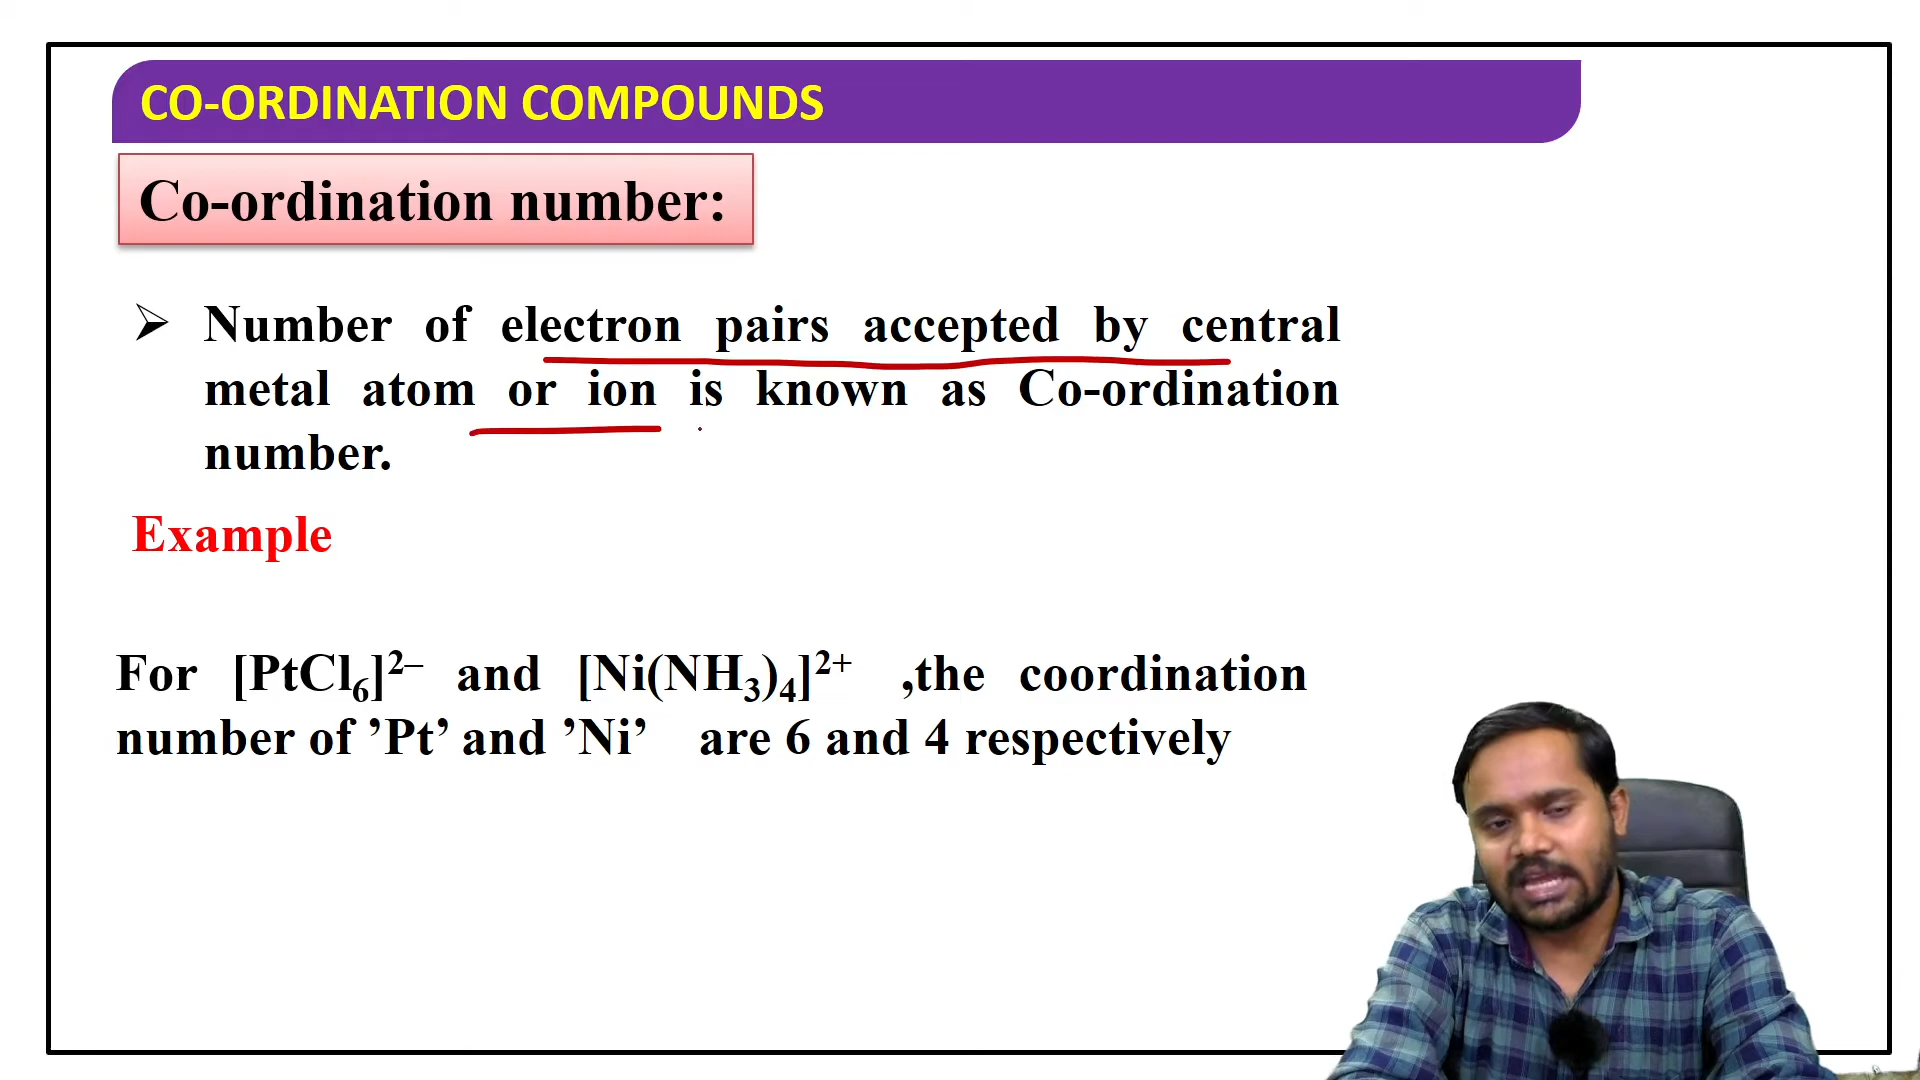 CO-ORDINATION COMPOUNDS
Co-ordination number:
➢ Number of electron pairs accepted by central
metal atom or ion is known as Co-ordination
number.
Example
For [PtCl₆]²⁻ and [Ni(NH₃)₄]²⁺ ,the coordination
number of ’Pt’ and ’Ni’ are 6 and 4 respectively